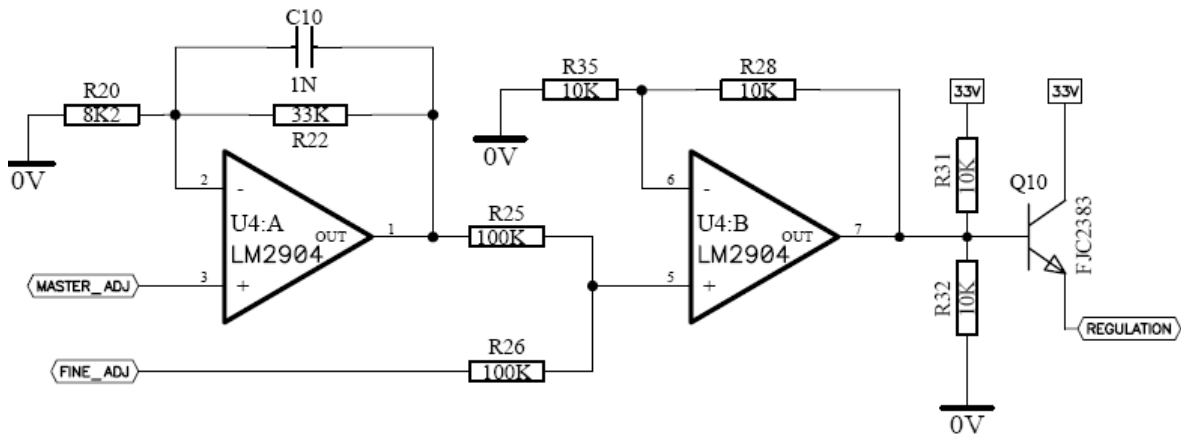 C10
1N
R20
8K2
33K
R22
0V
2
-
U4:A
OUT
LM2904
1
3
+
MASTER_ADJ
FINE_ADJ
R25
100K
R26
100K
R35
10K
R28
10K
0V
6
-
U4:B
OUT
LM2904
7
5
+
33V
33V
R31
10K
Q10
FJC2383
R32
10K
REGULATION
0V